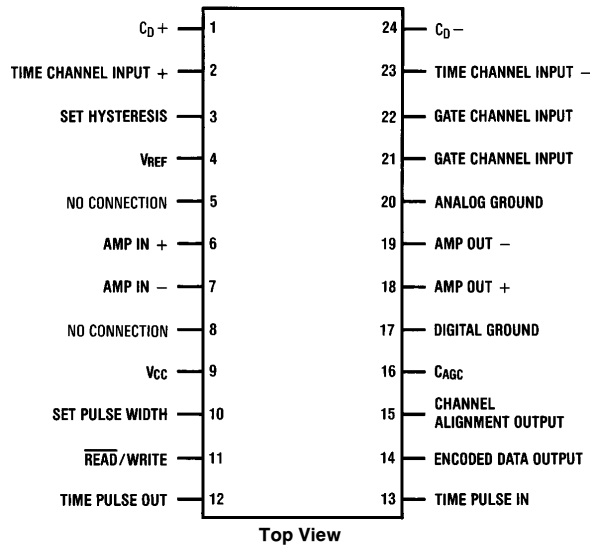 C_D+ 1 24 C_D−
TIME CHANNEL INPUT + 2 23 TIME CHANNEL INPUT −
SET HYSTERESIS 3 22 GATE CHANNEL INPUT
V_REF 4 21 GATE CHANNEL INPUT
NO CONNECTION 5 20 ANALOG GROUND
AMP IN + 6 19 AMP OUT −
AMP IN − 7 18 AMP OUT +
NO CONNECTION 8 17 DIGITAL GROUND
V_CC 9 16 C_AGC
SET PULSE WIDTH 10 15 CHANNEL
ALIGNMENT OUTPUT
R̅E̅A̅D̅/WRITE 11 14 ENCODED DATA OUTPUT
TIME PULSE OUT 12 13 TIME PULSE IN
Top View